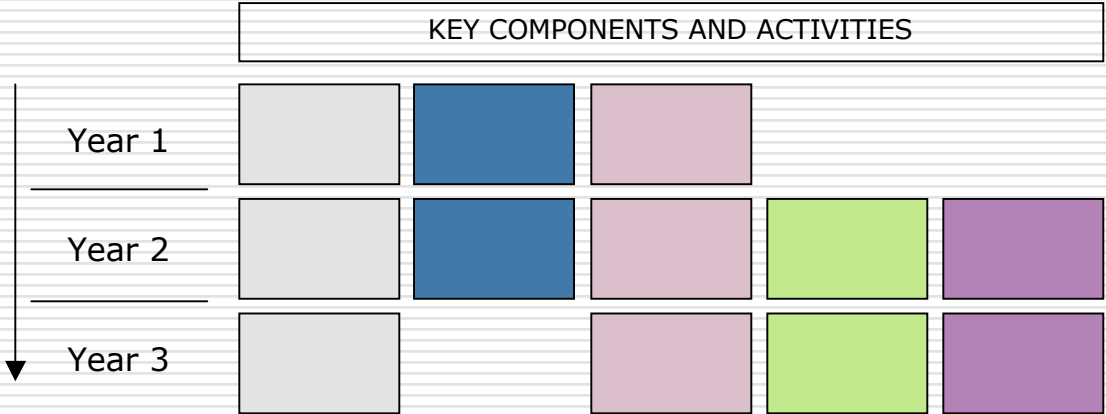 KEY COMPONENTS AND ACTIVITIES
Year 1
Year 2
Year 3